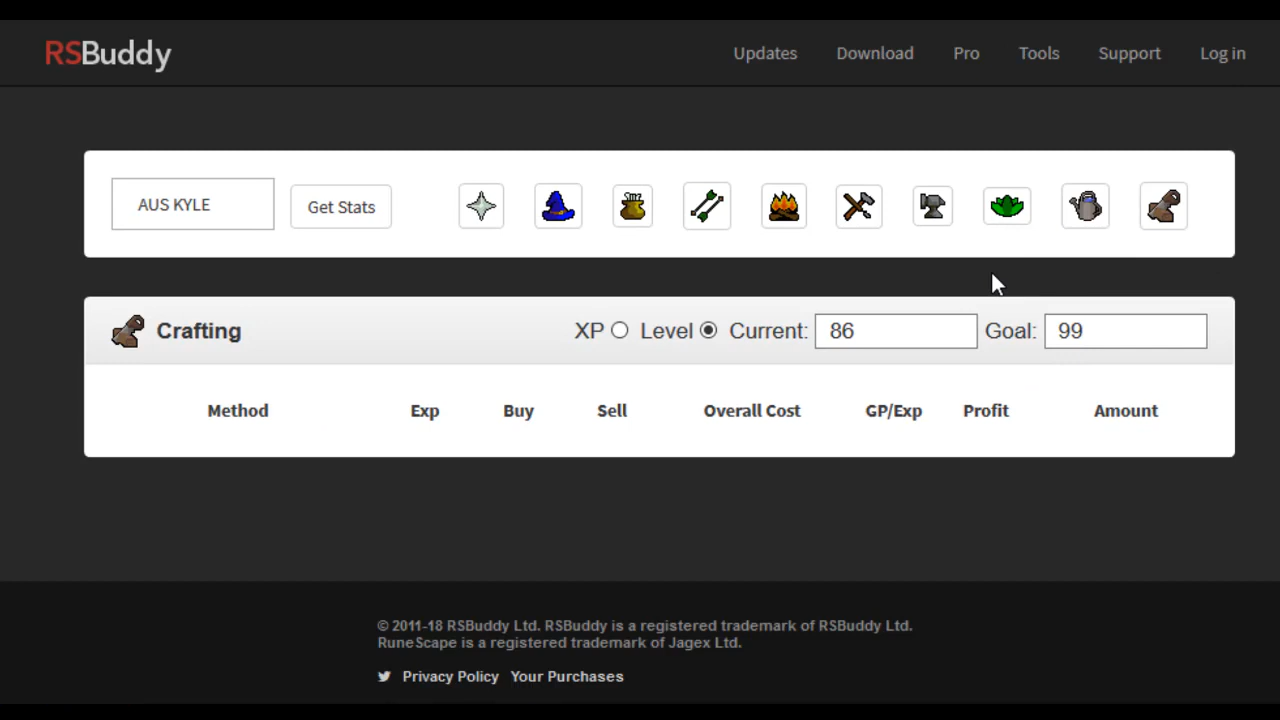 RSBuddy Updates Download Pro Tools Support Log in
AUS KYLE Get Stats
Crafting XP Level Current: 86 Goal: 99
Method Exp Buy Sell Overall Cost GP/Exp Profit Amount
© 2011-18 RSBuddy Ltd. RSBuddy is a registered trademark of RSBuddy Ltd.
RuneScape is a registered trademark of Jagex Ltd.
Privacy Policy Your Purchases